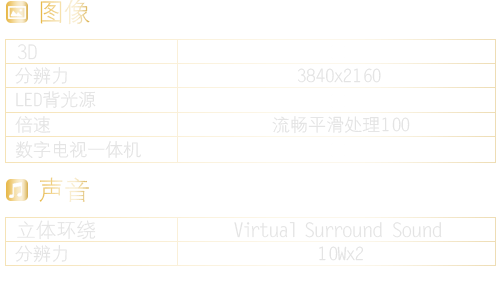 图像
3D
分辨力 3840x2160
LED背光源
倍速 流畅平滑处理100
数字电视一体机
声音
立体环绕 Virtual Surround Sound
分辨力 10Wx2